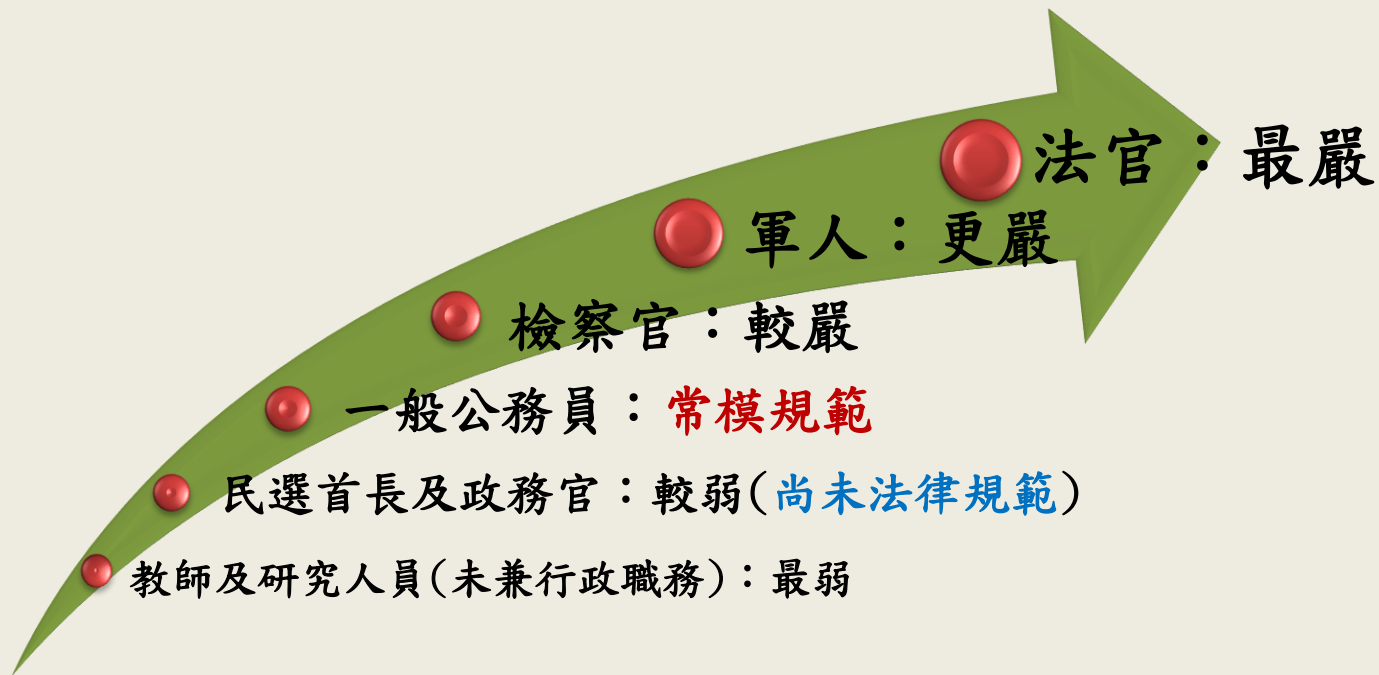 法官：最嚴
軍人：更嚴
檢察官：較嚴
一般公務員：常模規範
民選首長及政務官：較弱(尚未法律規範)
教師及研究人員(未兼行政職務)：最弱